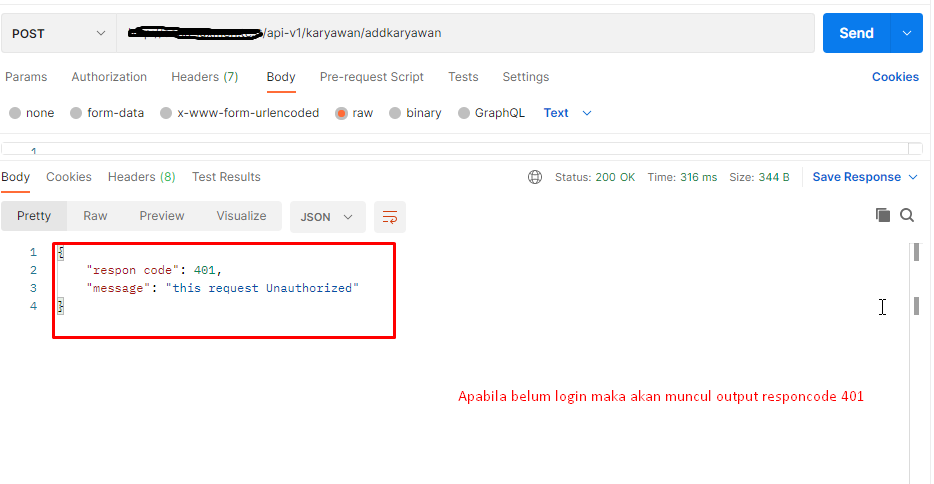 POST /api-v1/karyawan/addkaryawan Send
Params Authorization Headers (7) Body Pre-request Script Tests Settings Cookies
none form-data x-www-form-urlencoded raw binary GraphQL Text
1
Body Cookies Headers (8) Test Results Status: 200 OK Time: 316 ms Size: 344 B Save Response
Pretty Raw Preview Visualize JSON
1 {
2 "respon code": 401,
3 "message": "this request Unauthorized"
4 }
Apabila belum login maka akan muncul output responcode 401